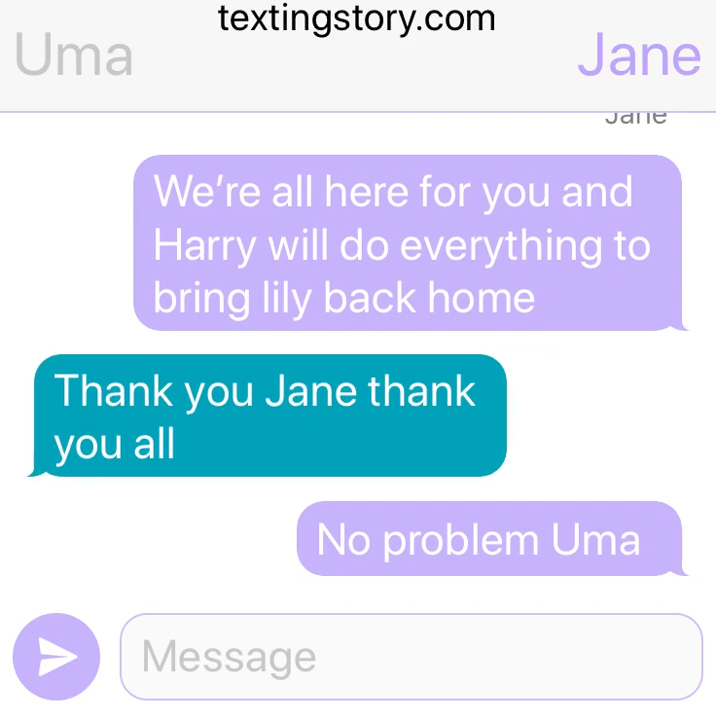 textingstory.com
Uma
Jane
Jane
We’re all here for you and
Harry will do everything to
bring lily back home
Thank you Jane thank
you all
No problem Uma
Message